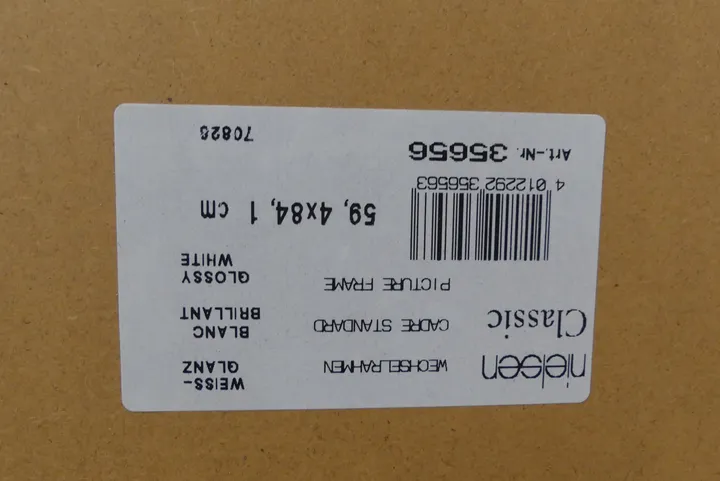 nielsen
Classic
WECHSELRAHMEN
CADRE STANDARD
PICTURE FRAME
WEISS-
GLANZ
BLANC
BRILLANT
GLOSSY
WHITE
4 012292 356563
59, 4x84, 1 cm
Art.-Nr. 35656
70826